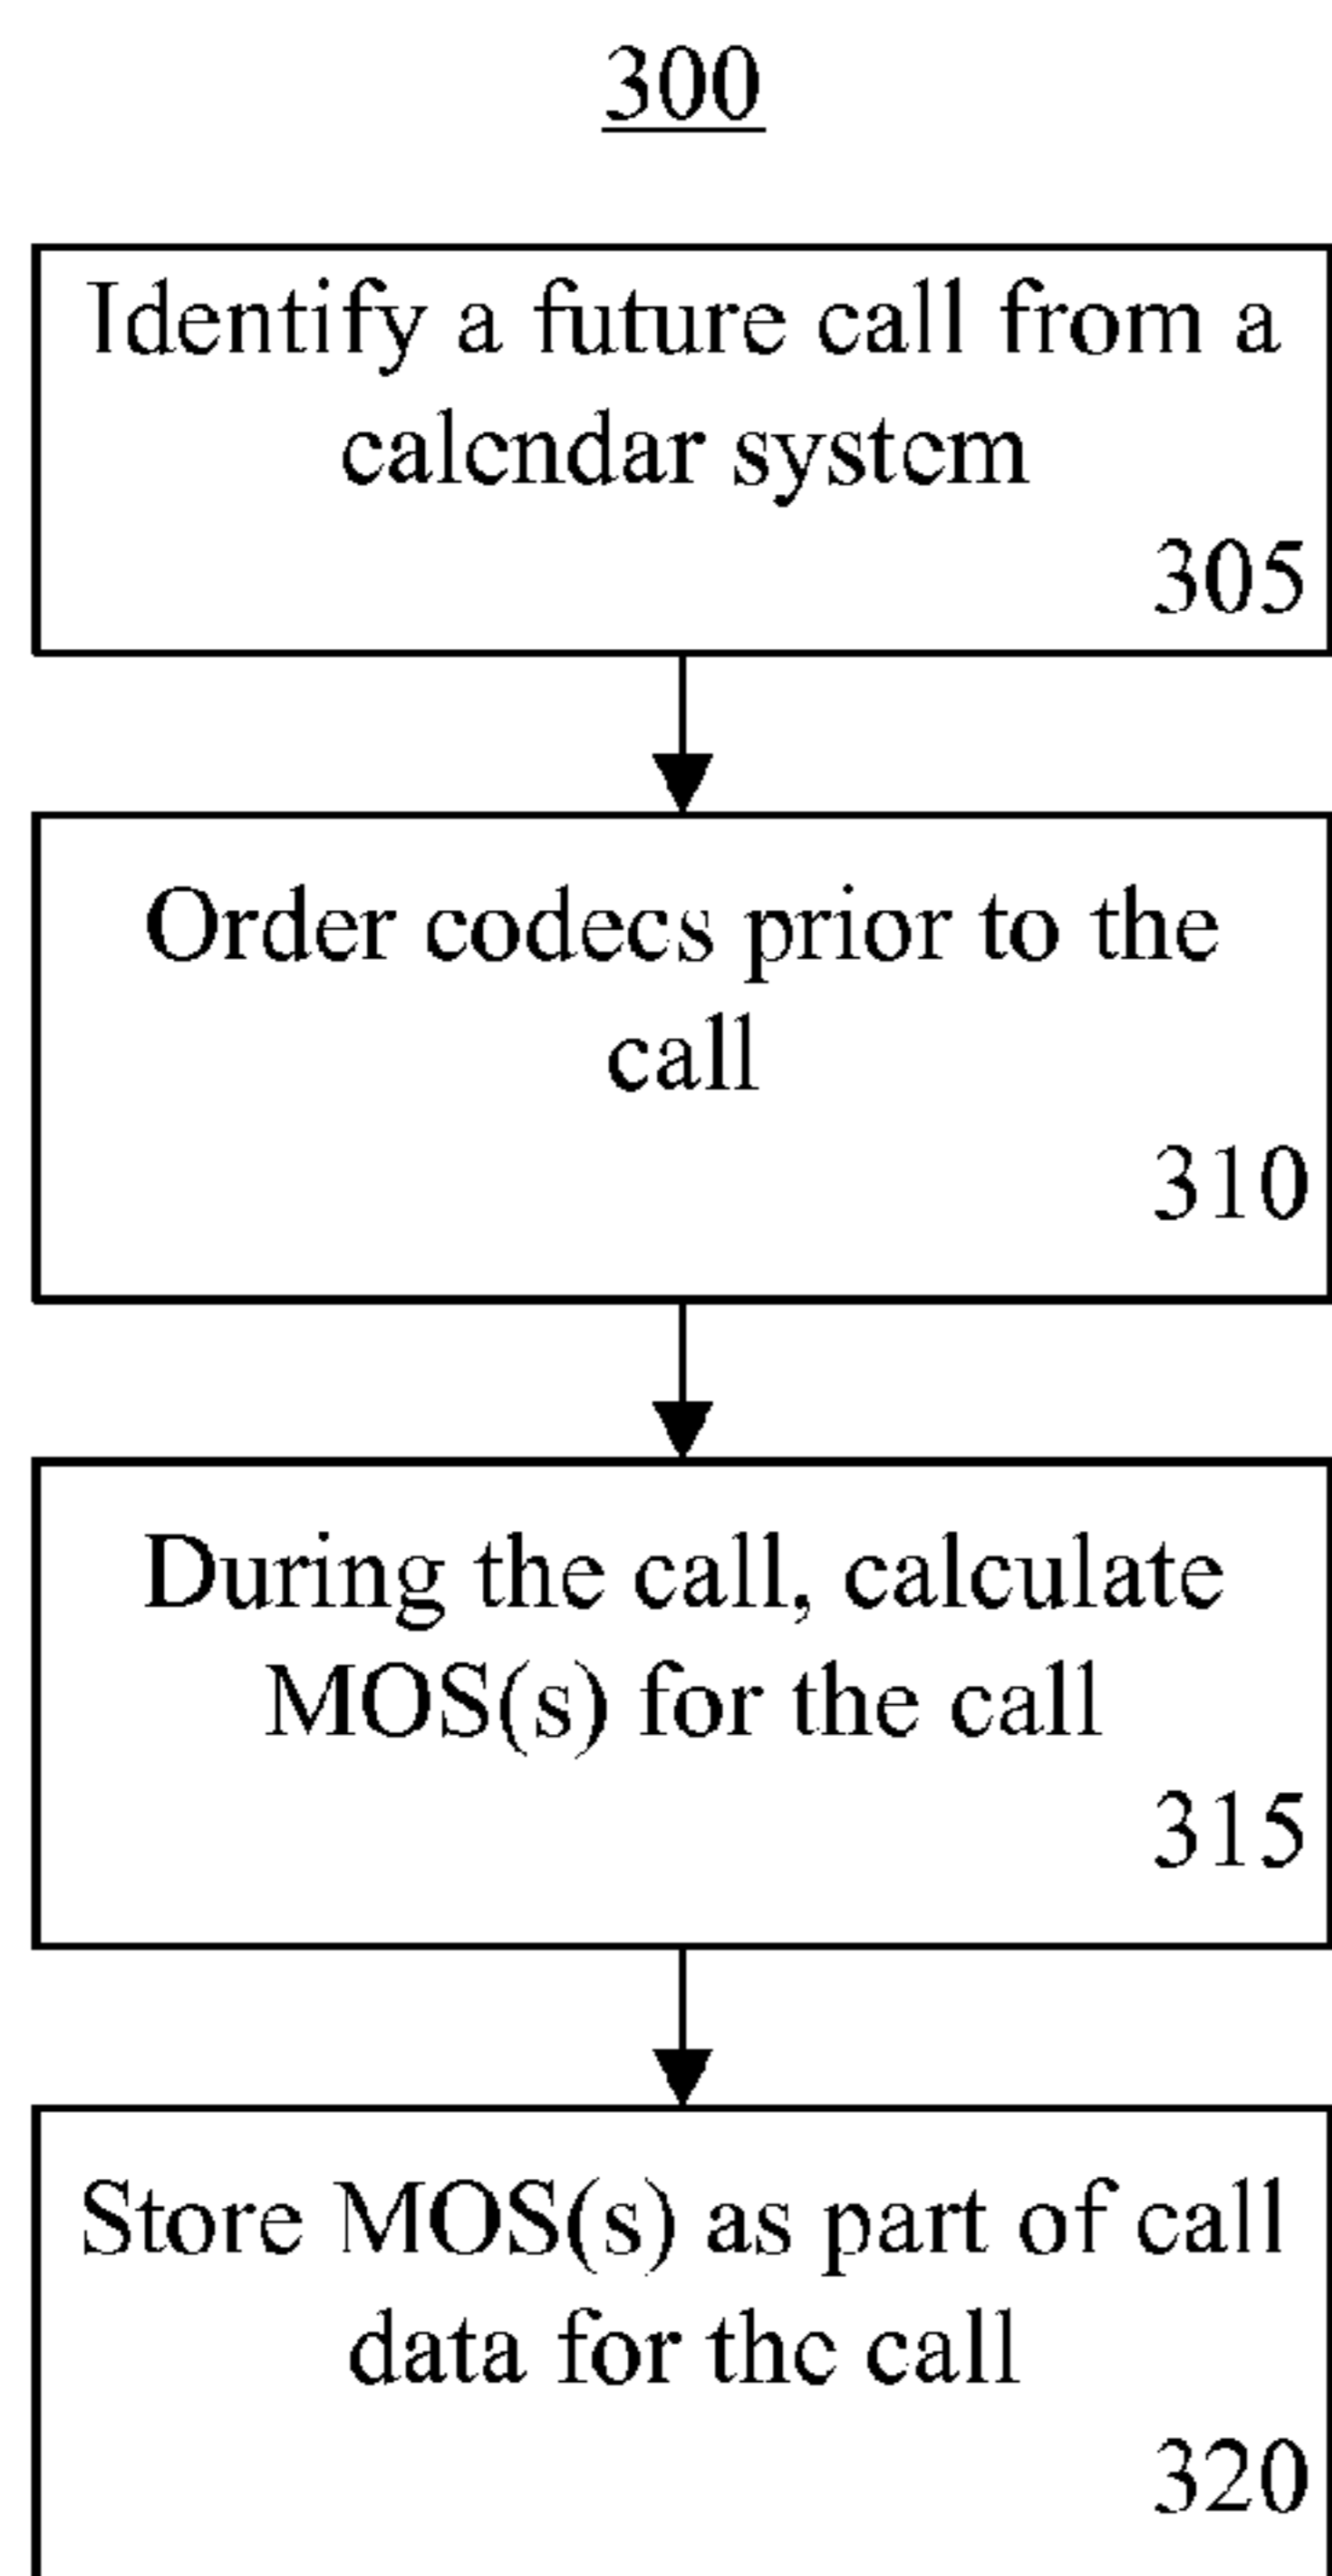 300
Identify a future call from a
calendar system
305
Order codecs prior to the
call
310
During the call, calculate
MOS(s) for the call
315
Store MOS(s) as part of call
data for the call
320